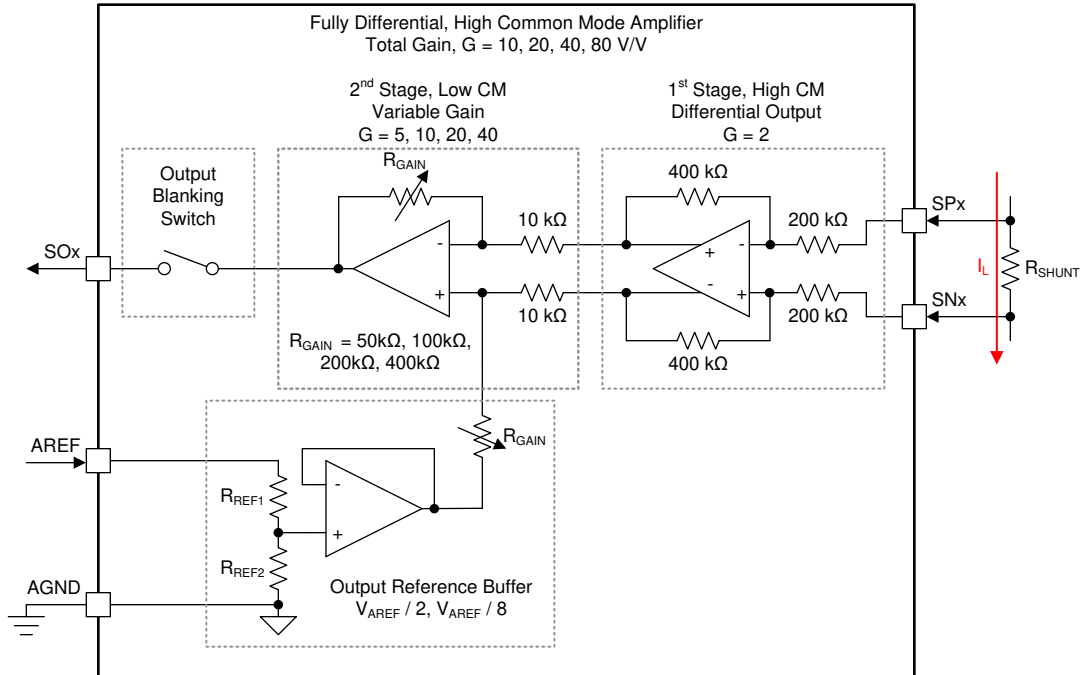 Fully Differential, High Common Mode Amplifier
Total Gain, G = 10, 20, 40, 80 V/V
2nd Stage, Low CM
Variable Gain
G = 5, 10, 20, 40
1st Stage, High CM
Differential Output
G = 2
Output
Blanking
Switch
RGAIN
400 kΩ
10 kΩ
200 kΩ
SPx
SOx
-
+
+
-
-
+
IL
RSHUNT
SNx
10 kΩ
200 kΩ
RGAIN = 50kΩ, 100kΩ,
200kΩ, 400kΩ
400 kΩ
AREF
RGAIN
RREF1
-
+
RREF2
AGND
Output Reference Buffer
VAREF / 2, VAREF / 8